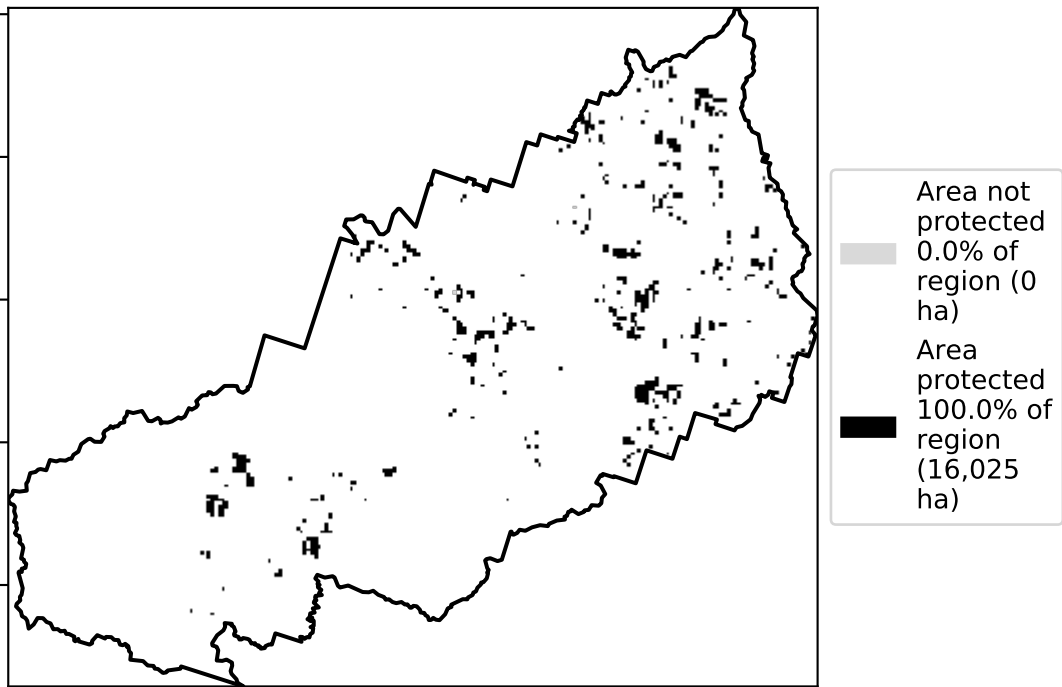 Area not
protected
0.0% of
region (0
ha)
Area
protected
100.0% of
region
(16,025
ha)